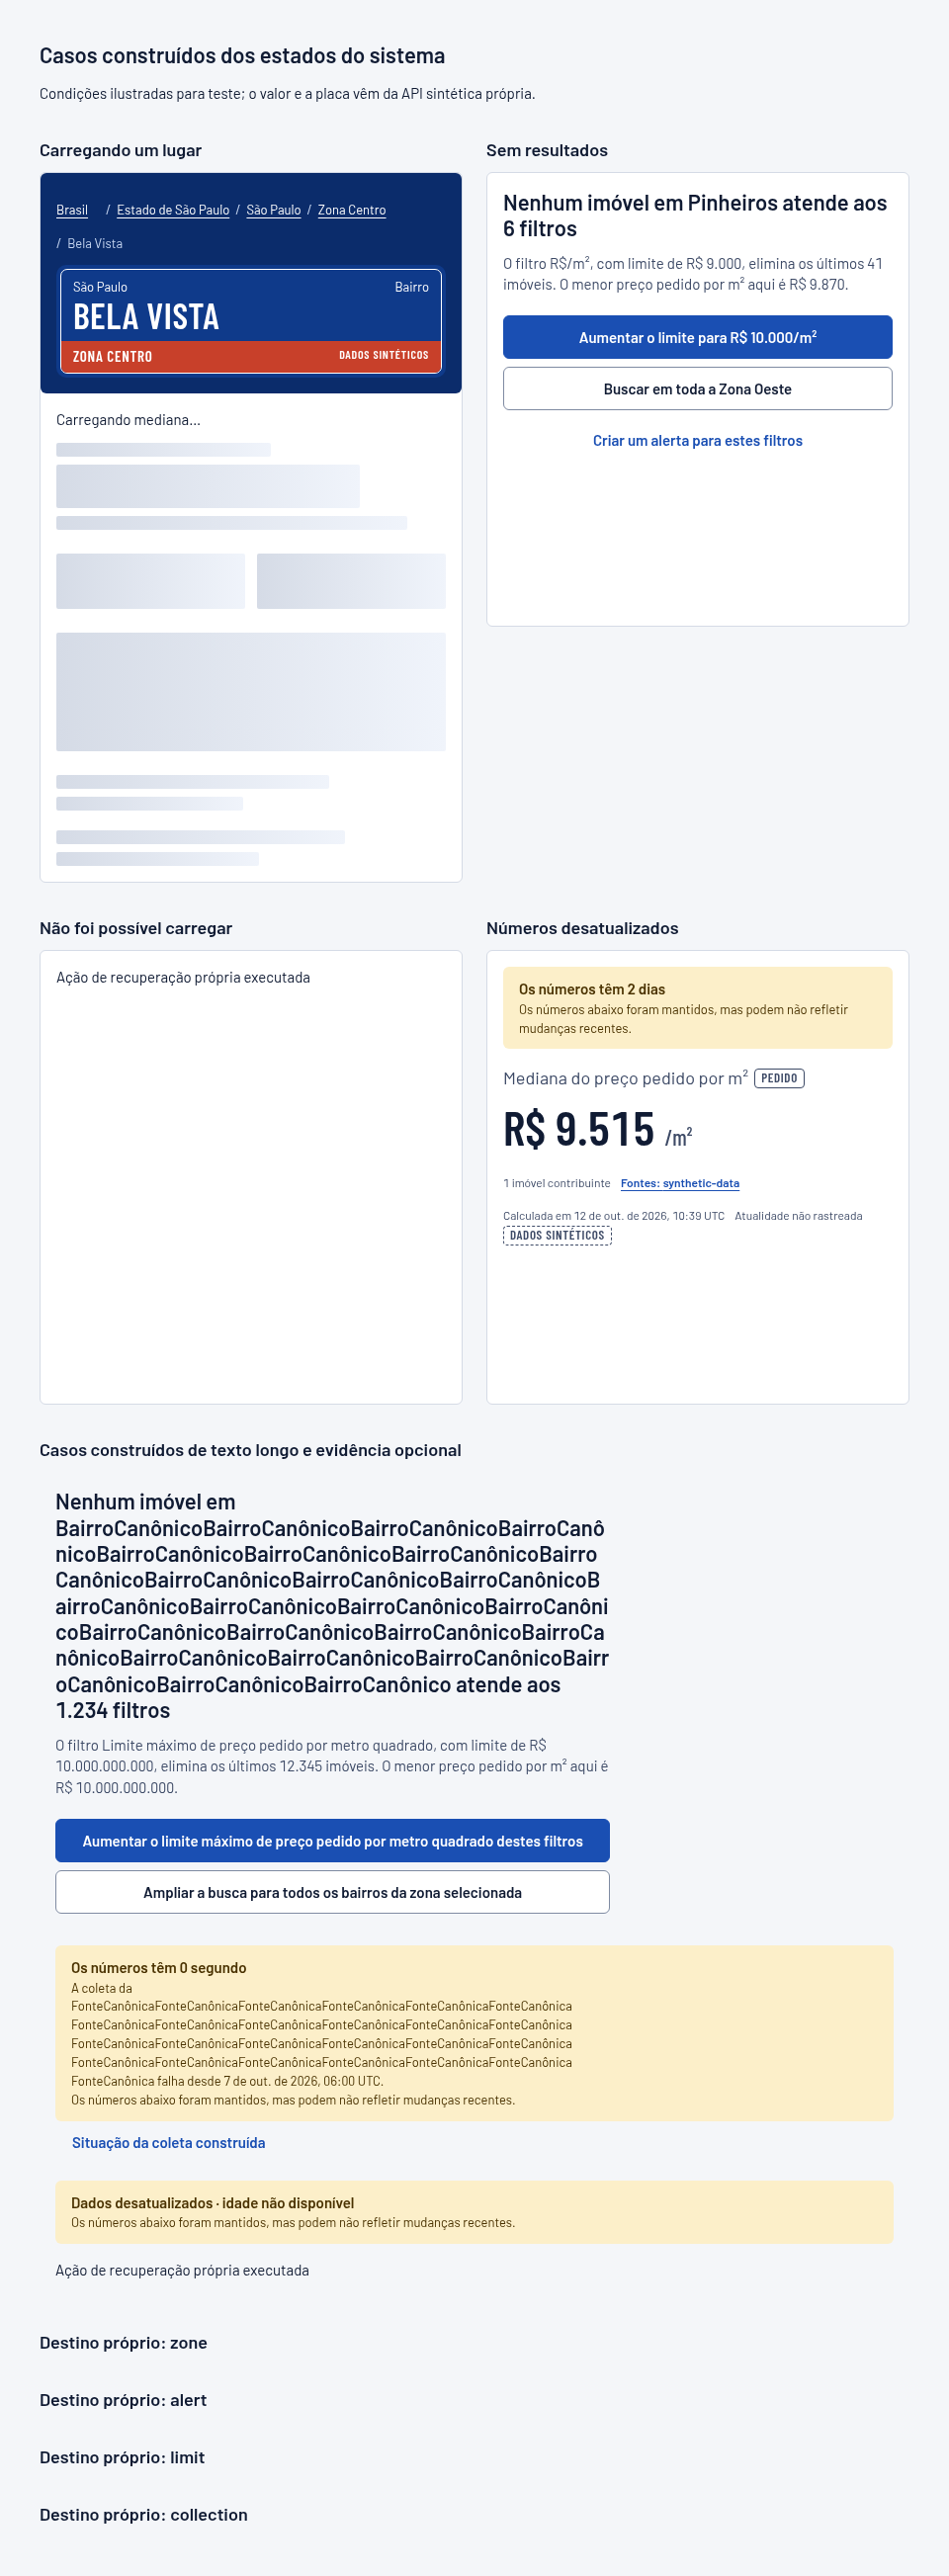 Casos construídos dos estados do sistema
Condições ilustradas para teste; o valor e a placa vêm da API sintética própria.
Carregando um lugar
Brasil / Estado de São Paulo / São Paulo / Zona Centro
/ Bela Vista
São Paulo Bairro
BELA VISTA
ZONA CENTRO DADOS SINTÉTICOS
Carregando mediana...
Sem resultados
Nenhum imóvel em Pinheiros atende aos
6 filtros
O filtro R$/m², com limite de R$ 9.000, elimina os últimos 41
imóveis. O menor preço pedido por m² aqui é R$ 9.870.
Aumentar o limite para R$ 10.000/m²
Buscar em toda a Zona Oeste
Criar um alerta para estes filtros
Não foi possível carregar
Ação de recuperação própria executada
Números desatualizados
Os números têm 2 dias
Os números abaixo foram mantidos, mas podem não refletir
mudanças recentes.
Mediana do preço pedido por m² PEDIDO
R$ 9.515 /m²
1 imóvel contribuinte Fontes: synthetic-data
Calculada em 12 de out. de 2026, 10:39 UTC Atualidade não rastreada
DADOS SINTÉTICOS
Casos construídos de texto longo e evidência opcional
Nenhum imóvel em
BairroCanônicoBairroCanônicoBairroCanônicoBairroCanô
nicoBairroCanônicoBairroCanônicoBairroCanônicoBairro
CanônicoBairroCanônicoBairroCanônicoBairroCanônicoB
airroCanônicoBairroCanônicoBairroCanônicoBairroCanôni
coBairroCanônicoBairroCanônicoBairroCanônicoBairroCa
nônicoBairroCanônicoBairroCanônicoBairroCanônicoBairr
oCanônicoBairroCanônicoBairroCanônico atende aos
1.234 filtros
O filtro Limite máximo de preço pedido por metro quadrado, com limite de R$
10.000.000.000, elimina os últimos 12.345 imóveis. O menor preço pedido por m² aqui é
R$ 10.000.000.000.
Aumentar o limite máximo de preço pedido por metro quadrado destes filtros
Ampliar a busca para todos os bairros da zona selecionada
Os números têm 0 segundo
A coleta da
FonteCanônicaFonteCanônicaFonteCanônicaFonteCanônicaFonteCanônicaFonteCanônica
FonteCanônicaFonteCanônicaFonteCanônicaFonteCanônicaFonteCanônicaFonteCanônica
FonteCanônicaFonteCanônicaFonteCanônicaFonteCanônicaFonteCanônicaFonteCanônica
FonteCanônicaFonteCanônicaFonteCanônicaFonteCanônicaFonteCanônicaFonteCanônica
FonteCanônica falha desde 7 de out. de 2026, 06:00 UTC.
Os números abaixo foram mantidos, mas podem não refletir mudanças recentes.
Situação da coleta construída
Dados desatualizados · idade não disponível
Os números abaixo foram mantidos, mas podem não refletir mudanças recentes.
Ação de recuperação própria executada
Destino próprio: zone
Destino próprio: alert
Destino próprio: limit
Destino próprio: collection